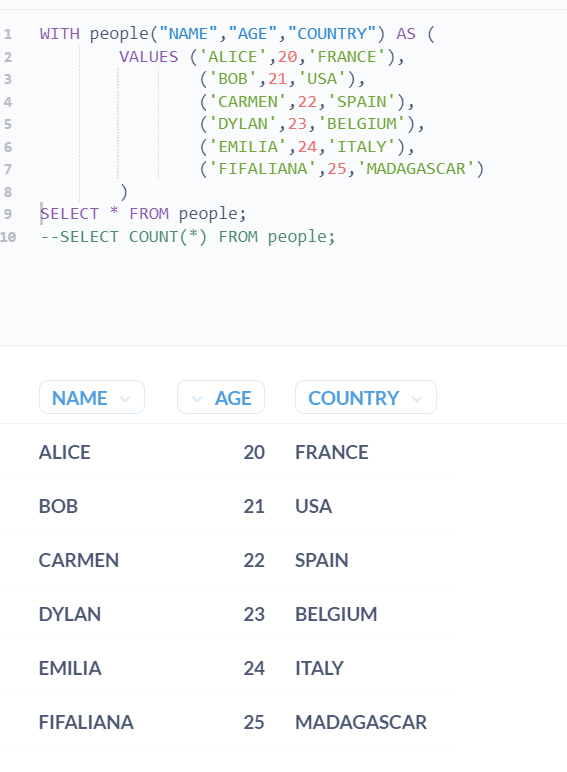 1 WITH people("NAME","AGE","COUNTRY") AS (
2 VALUES ('ALICE',20,'FRANCE'),
3 ('BOB',21,'USA'),
4 ('CARMEN',22,'SPAIN'),
5 ('DYLAN',23,'BELGIUM'),
6 ('EMILIA',24,'ITALY'),
7 ('FIFALIANA',25,'MADAGASCAR')
8 )
9 SELECT * FROM people;
10 --SELECT COUNT(*) FROM people;
NAME AGE COUNTRY
ALICE 20 FRANCE
BOB 21 USA
CARMEN 22 SPAIN
DYLAN 23 BELGIUM
EMILIA 24 ITALY
FIFALIANA 25 MADAGASCAR